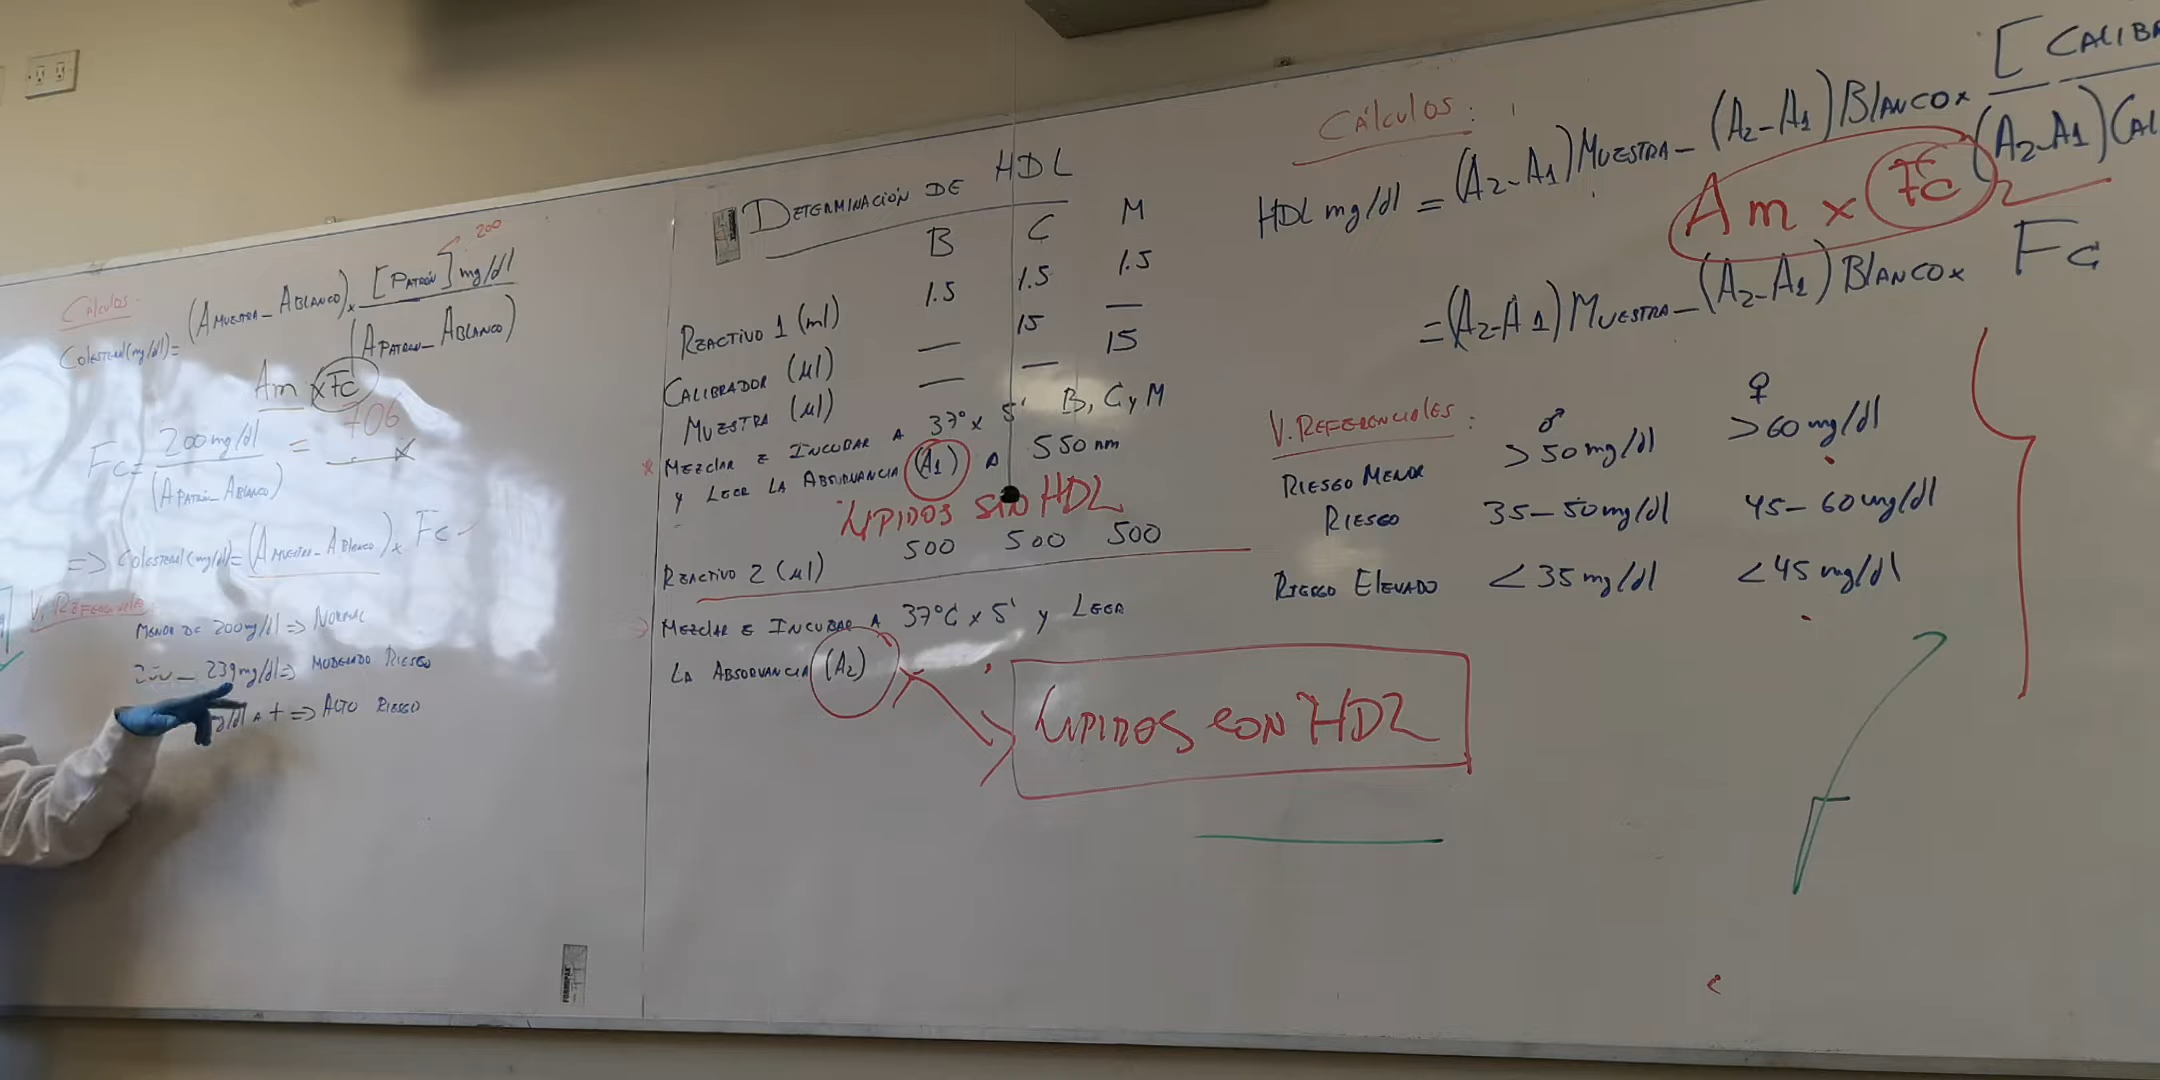 Cálculos
200
Colesterol (mg/dl) = (A MUESTRA - A BLANCO) x [PATRÓN] mg/dl
(A PATRÓN - A BLANCO)
Am x Fc
706
Fc = 200 mg/dl =
(A PATRÓN - A BLANCO)
=> Colesterol (mg/dl) = (A MUESTRA - A BLANCO) x Fc
V. REFERENCIALES
MENOR DE 200 mg/dl => NORMAL
239 mg/dl => MODERADO RIESGO
mg/dl A + => ALTO RIESGO
FORMUPAK
DETERMINACIÓN DE HDL
B C M
REACTIVO 1 (ml) 1.5 1.5 1.5
CALIBRADOR (µl) — 15 —
MUESTRA (µl) — — 15
* MEZCLAR E INCUBAR A 37° x 5' B, C y M
Y LEER LA ABSORVANCIA (A1) A 550 nm
LIPIDOS SIN HDL
REACTIVO 2 (µl) 500 500 500
MEZCLAR E INCUBAR A 37°C x 5' y LEER
LA ABSORVANCIA (A2)
LIPIDOS CON HDL
Cálculos:
HDL mg/dl = (A2-A1) MUESTRA - (A2-A1) BLANCO x [CALIBR
(A2-A1) CAL
Am x Fc
= (A2-A1) MUESTRA - (A2-A1) BLANCO x Fc
V. REFERENCIALES: ♂ ♀
RIESGO MENOR > 50 mg/dl > 60 mg/dl
RIESGO 35-50 mg/dl 45-60 mg/dl
RIESGO ELEVADO < 35 mg/dl < 45 mg/dl